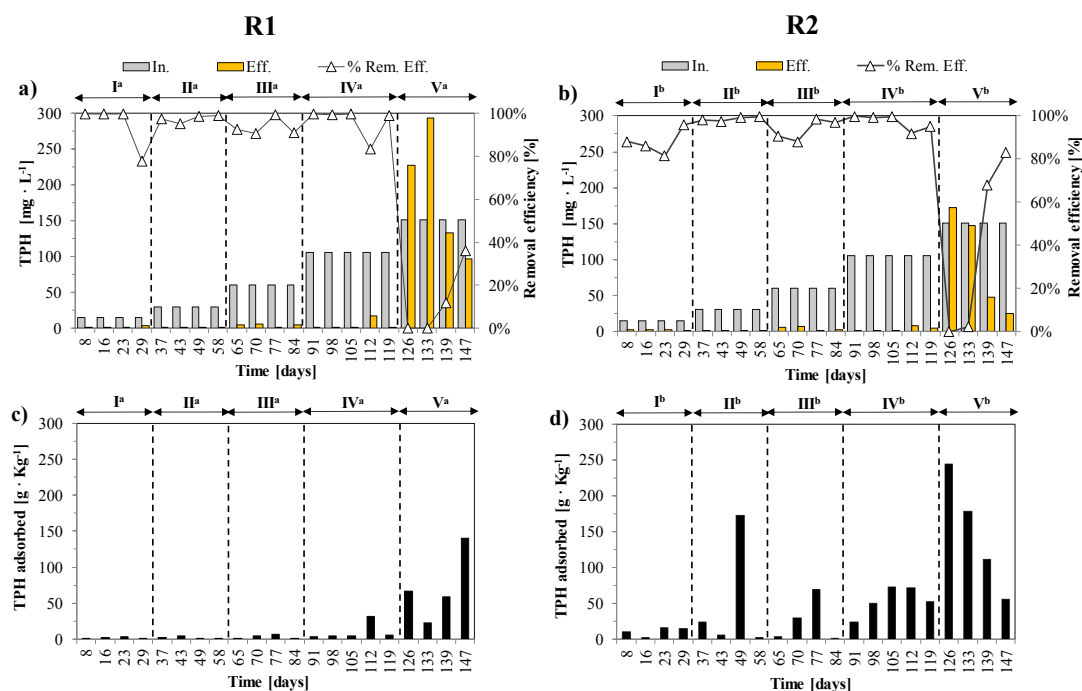 R1
R2
In. Eff. % Rem. Eff.
In. Eff. % Rem. Eff.
a) Iᵃ IIᵃ IIIᵃ IVᵃ Vᵃ
b) Iᵇ IIᵇ IIIᵇ IVᵇ Vᵇ
TPH [mg · L⁻¹]
300
250
200
150
100
50
0
100%
80%
60%
40%
20%
0%
Removal efficiency [%]
8 16 23 29 37 43 49 58 65 70 77 84 91 98 105 112 119 126 133 139 147
Time [days]
TPH [mg · L⁻¹]
300
250
200
150
100
50
0
100%
80%
60%
40%
20%
0%
Removal efficiency [%]
8 16 23 29 37 43 49 58 65 70 77 84 91 98 105 112 119 126 133 139 147
Time [days]
c) Iᵃ IIᵃ IIIᵃ IVᵃ Vᵃ
TPH adsorbed [g · Kg⁻¹]
300
250
200
150
100
50
0
8 16 23 29 37 43 49 58 65 70 77 84 91 98 105 112 119 126 133 139 147
Time [days]
d) Iᵇ IIᵇ IIIᵇ IVᵇ Vᵇ
TPH adsorbed [g · Kg⁻¹]
300
250
200
150
100
50
0
8 16 23 29 37 43 49 58 65 70 77 84 91 98 105 112 119 126 133 139 147
Time [days]